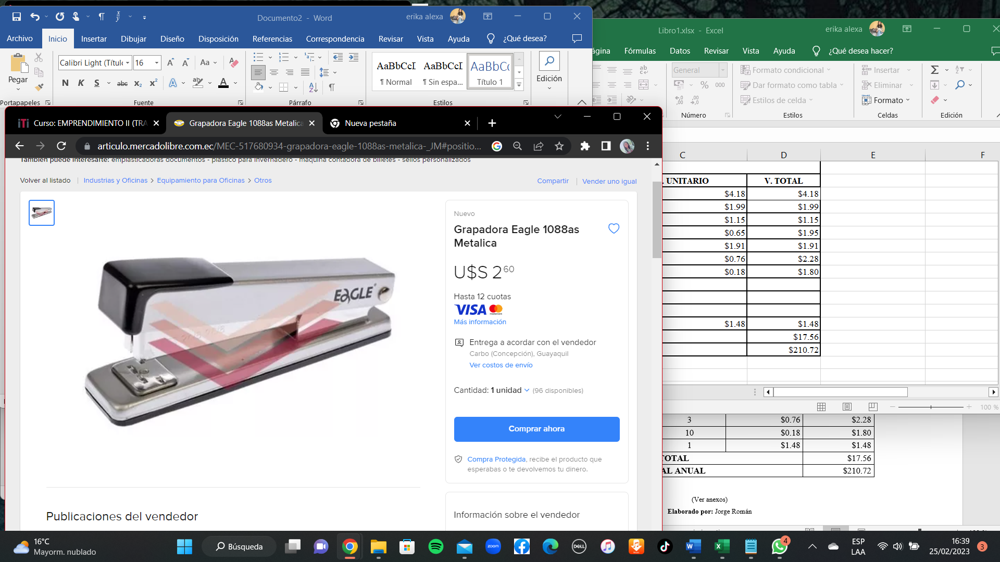 Documento2 - Word
erika alexa
Archivo
Inicio
Insertar
Dibujar
Diseño
Disposición
Referencias
Correspondencia
Revisar
Vista
Ayuda
¿Qué desea?
Pegar
Calibri Light (Títulc
16
Aa
N K S abc x₂ x²
AaBbCcI
¶ Normal
AaBbCcI
¶ Sin espa...
AaBbCc
Título 1
Edición
Portapapeles
Fuente
Párrafo
Estilos
Libro1.xlsx - Excel
erika alexa
ágina
Fórmulas
Datos
Revisar
Vista
Ayuda
¿Qué desea hacer?
General
% 000
Formato condicional
Dar formato como tabla
Estilos de celda
Insertar
Eliminar
Formato
Número
Estilos
Celdas
Edición
Curso: EMPRENDIMIENTO II (TRA
Grapadora Eagle 1088as Metalica
Nueva pestaña
articulo.mercadolibre.com.ec/MEC-517680934-grapadora-eagle-1088as-metalica-_JM#positio...
También puede interesarte: emplasticadoras documentos - plastico para invernadero - maquina contadora de billetes - sellos personalizados
Volver al listado
Industrias y Oficinas > Equipamiento para Oficinas > Otros
Compartir
Vender uno igual
EAGLE
Nuevo
Grapadora Eagle 1088as
Metalica
U$S 2 60
Hasta 12 cuotas
VISA
mastercard
Más información
Entrega a acordar con el vendedor
Carbo (Concepción), Guayaquil
Ver costos de envío
Cantidad: 1 unidad (96 disponibles)
Comprar ahora
Compra Protegida, recibe el producto que
esperabas o te devolvemos tu dinero.
Publicaciones del vendedor
Información sobre el vendedor
C D E F
. UNITARIO V. TOTAL
$4.18 $4.18
$1.99 $1.99
$1.15 $1.15
$0.65 $1.95
$1.91 $1.91
$0.76 $2.28
$0.18 $1.80
$1.48 $1.48
$17.56
$210.72
100 %
3 $0.76 $2.28
10 $0.18 $1.80
1 $1.48 $1.48
OTAL $17.56
AL ANUAL $210.72
(Ver anexos)
Elaborado por: Jorge Román
16°C
Mayorm. nublado
Búsqueda
zoom
DELL
4
ESP
LAA
16:39
25/02/2023
3